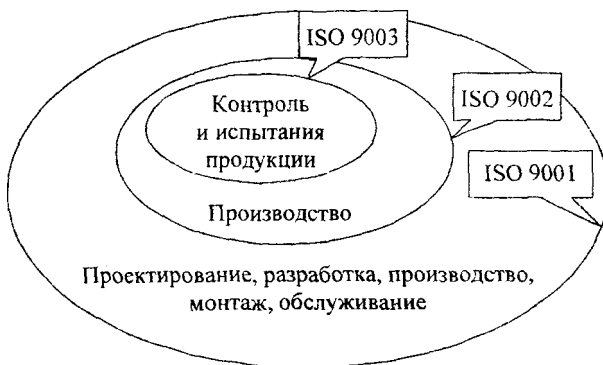 ISO 9003
Контроль
и испытания
продукции
ISO 9002
ISO 9001
Производство
Проектирование, разработка, производство,
монтаж, обслуживание